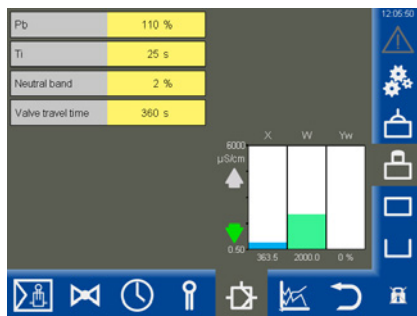 12:05:50
Pb 110 %
Ti 25 s
Neutral band 2 %
Valve travel time 360 s
X W Yw
6000
µS/cm
0.50
363.5 2000.0 0 %